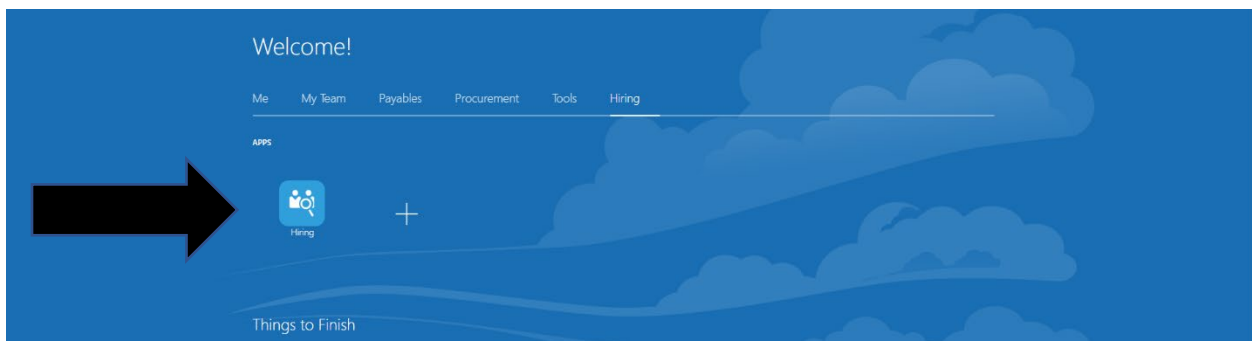 Welcome!
Me My Team Payables Procurement Tools Hiring
APPS
Hiring
Things to Finish